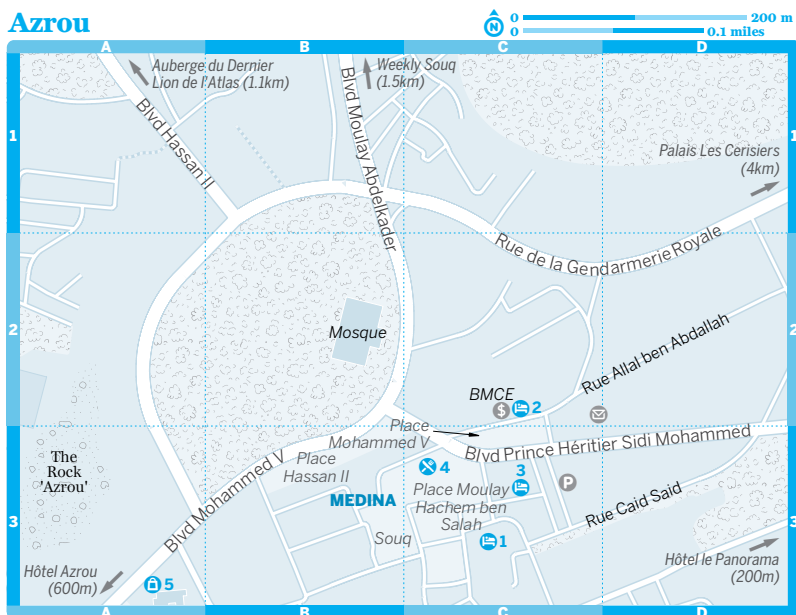 Azrou
N
0 200 m
0 0.1 miles
A B C D
Auberge du Dernier
Lion de l'Atlas (1.1km)
Weekly Souq
(1.5km)
Blvd Hassan II
Blvd Moulay Abdelkader
1 1
Palais Les Cerisiers
(4km)
Rue de la Gendarmerie Royale
2 2
Mosque
Rue Allal ben Abdallah
BMCE
$ 2
Place
Mohammed V
Blvd Prince Héritier Sidi Mohammed
The
Rock
'Azrou'
Place
Hassan II
4
3
P
Blvd Mohammed V
MEDINA
Place Moulay
Hachem ben
Salah
Rue Caid Said
3 3
Souq
1
Hôtel le Panorama
(200m)
Hôtel Azrou
(600m)
5
A B C D